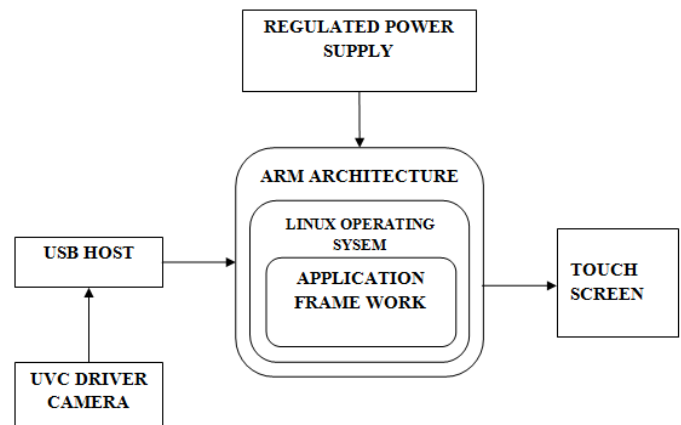 REGULATED POWER
SUPPLY
ARM ARCHITECTURE
LINUX OPERATING
SYSEM
APPLICATION
FRAME WORK
USB HOST
TOUCH
SCREEN
UVC DRIVER
CAMERA